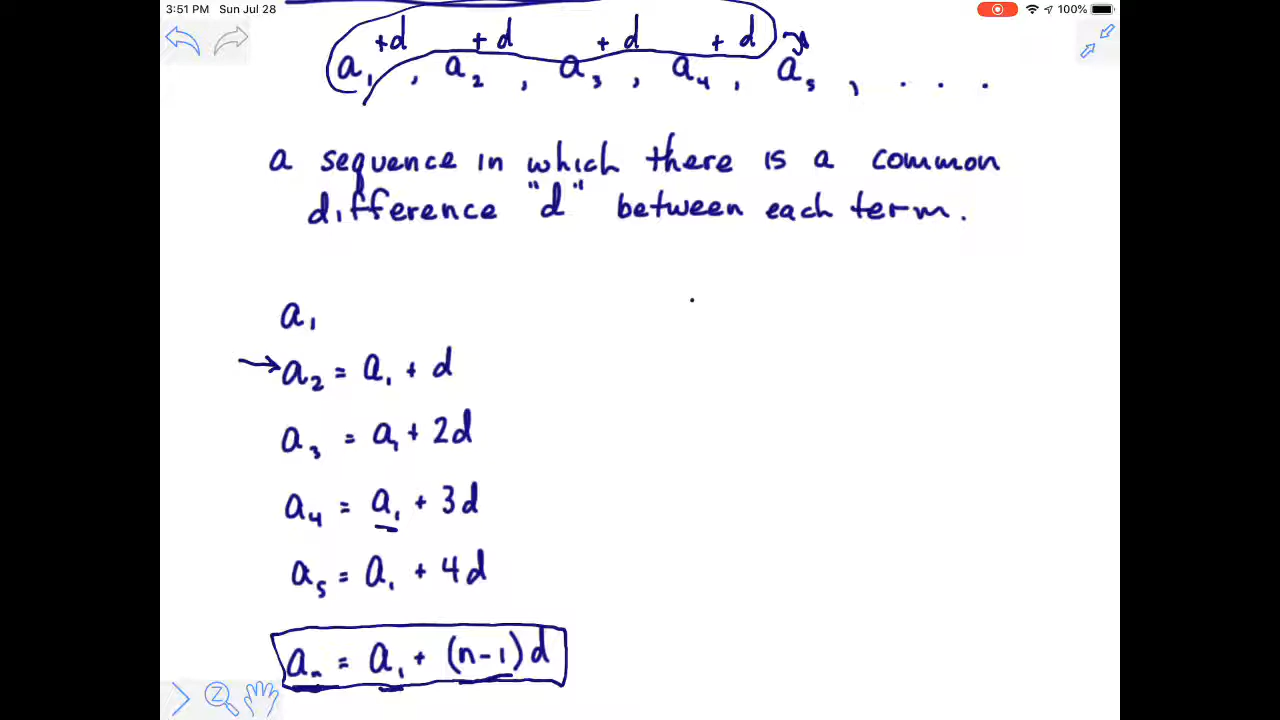 3:51 PM Sun Jul 28 100%
+d +d +d +d
a₁, a₂, a₃, a₄, a₅, . . .
a sequence in which there is a common
difference "d" between each term.
a₁
a₂ = a₁ + d
a₃ = a₁ + 2d
a₄ = a₁ + 3d
a₅ = a₁ + 4d
aₙ = a₁ + (n-1)d
Z